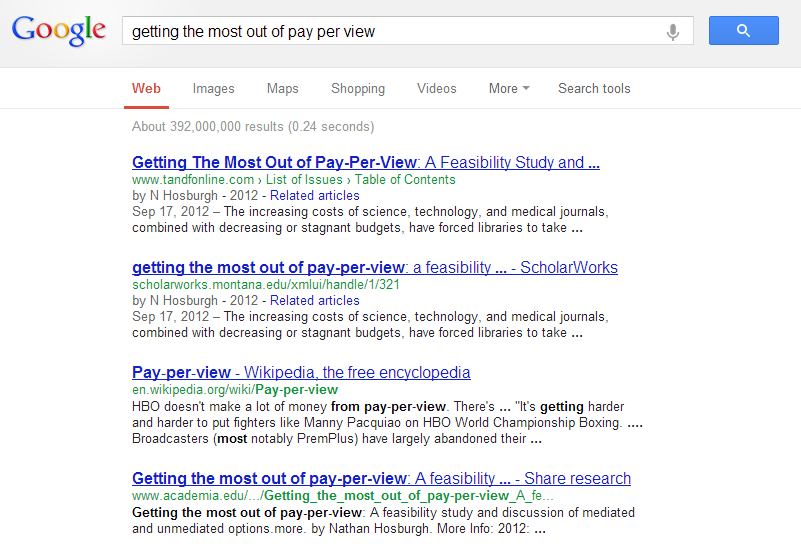 Google
getting the most out of pay per view
Web Images Maps Shopping Videos More Search tools
About 392,000,000 results (0.24 seconds)
Getting The Most Out of Pay-Per-View: A Feasibility Study and ...
www.tandfonline.com › List of Issues › Table of Contents
by N Hosburgh - 2012 - Related articles
Sep 17, 2012 – The increasing costs of science, technology, and medical journals,
combined with decreasing or stagnant budgets, have forced libraries to take ...
getting the most out of pay-per-view: a feasibility ... - ScholarWorks
scholarworks.montana.edu/xmlui/handle/1/321
by N Hosburgh - 2012 - Related articles
Sep 17, 2012 – The increasing costs of science, technology, and medical journals,
combined with decreasing or stagnant budgets, have forced libraries to take ...
Pay-per-view - Wikipedia, the free encyclopedia
en.wikipedia.org/wiki/Pay-per-view
HBO doesn't make a lot of money from pay-per-view. There's ... "It's getting harder
and harder to put fighters like Manny Pacquiao on HBO World Championship Boxing. ....
Broadcasters (most notably PremPlus) have largely abandoned their ...
Getting the most out of pay-per-view: A feasibility ... - Share research
www.academia.edu/.../Getting_the_most_out_of_pay-per-view_A_fe...
Getting the most out of pay-per-view: A feasibility study and discussion of mediated
and unmediated options.more. by Nathan Hosburgh. More Info: 2012: ...